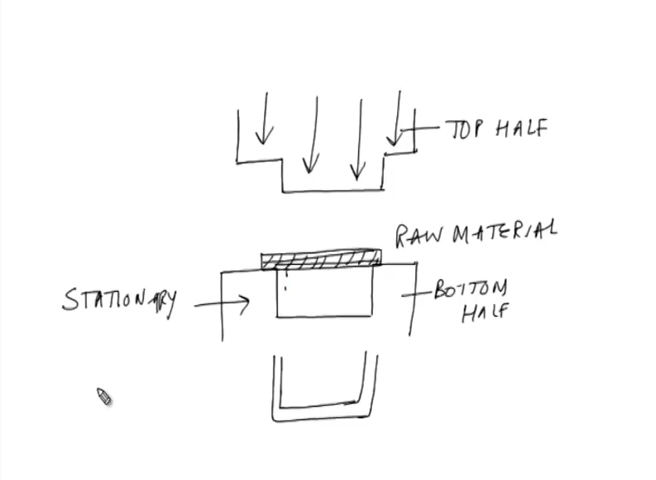 TOP HALF
RAW MATERIAL
STATIONARY
BOTTOM
HALF